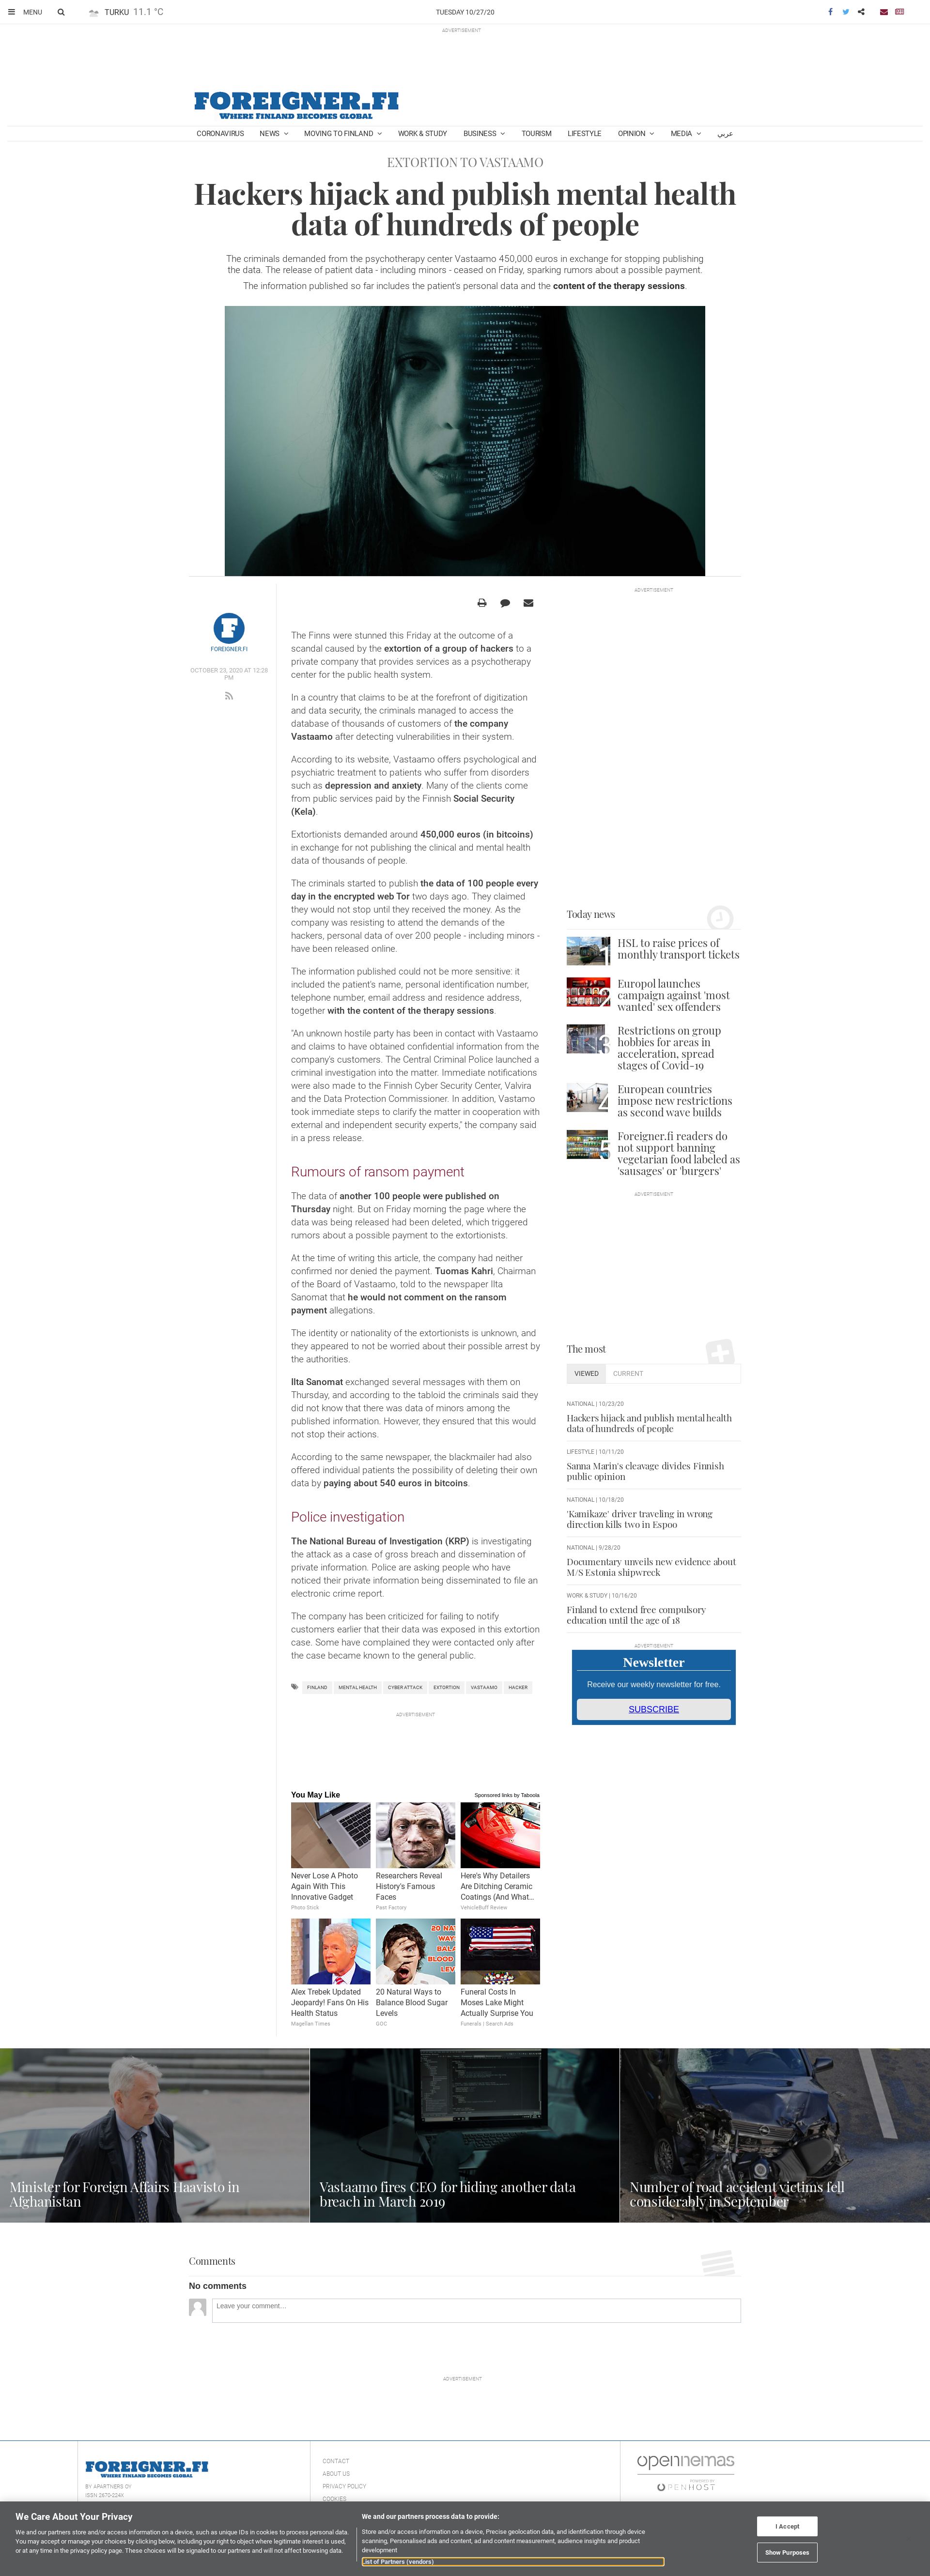 MENU
TURKU 11.1 °C
TUESDAY 10/27/20
ADVERTISEMENT
FOREIGNER.FI
WHERE FINLAND BECOMES GLOBAL
CORONAVIRUS NEWS MOVING TO FINLAND WORK & STUDY BUSINESS TOURISM LIFESTYLE OPINION MEDIA عربي
EXTORTION TO VASTAAMO
Hackers hijack and publish mental health
data of hundreds of people
The criminals demanded from the psychotherapy center Vastaamo 450,000 euros in exchange for stopping publishing
the data. The release of patient data - including minors - ceased on Friday, sparking rumors about a possible payment.
The information published so far includes the patient's personal data and the content of the therapy sessions.
FOREIGNER.FI
OCTOBER 23, 2020 AT 12:28
PM
The Finns were stunned this Friday at the outcome of a
scandal caused by the extortion of a group of hackers to a
private company that provides services as a psychotherapy
center for the public health system.
In a country that claims to be at the forefront of digitization
and data security, the criminals managed to access the
database of thousands of customers of the company
Vastaamo after detecting vulnerabilities in their system.
According to its website, Vastaamo offers psychological and
psychiatric treatment to patients who suffer from disorders
such as depression and anxiety. Many of the clients come
from public services paid by the Finnish Social Security
(Kela).
Extortionists demanded around 450,000 euros (in bitcoins)
in exchange for not publishing the clinical and mental health
data of thousands of people.
The criminals started to publish the data of 100 people every
day in the encrypted web Tor two days ago. They claimed
they would not stop until they received the money. As the
company was resisting to attend the demands of the
hackers, personal data of over 200 people - including minors -
have been released online.
The information published could not be more sensitive: it
included the patient's name, personal identification number,
telephone number, email address and residence address,
together with the content of the therapy sessions.
"An unknown hostile party has been in contact with Vastaamo
and claims to have obtained confidential information from the
company's customers. The Central Criminal Police launched a
criminal investigation into the matter. Immediate notifications
were also made to the Finnish Cyber Security Center, Valvira
and the Data Protection Commissioner. In addition, Vastamo
took immediate steps to clarify the matter in cooperation with
external and independent security experts," the company said
in a press release.
Rumours of ransom payment
The data of another 100 people were published on
Thursday night. But on Friday morning the page where the
data was being released had been deleted, which triggered
rumors about a possible payment to the extortionists.
At the time of writing this article, the company had neither
confirmed nor denied the payment. Tuomas Kahri, Chairman
of the Board of Vastaamo, told to the newspaper Ilta
Sanomat that he would not comment on the ransom
payment allegations.
The identity or nationality of the extortionists is unknown, and
they appeared to not be worried about their possible arrest by
the authorities.
Ilta Sanomat exchanged several messages with them on
Thursday, and according to the tabloid the criminals said they
did not know that there was data of minors among the
published information. However, they ensured that this would
not stop their actions.
According to the same newspaper, the blackmailer had also
offered individual patients the possibility of deleting their own
data by paying about 540 euros in bitcoins.
Police investigation
The National Bureau of Investigation (KRP) is investigating
the attack as a case of gross breach and dissemination of
private information. Police are asking people who have
noticed their private information being disseminated to file an
electronic crime report.
The company has been criticized for failing to notify
customers earlier that their data was exposed in this extortion
case. Some have complained they were contacted only after
the case became known to the general public.
FINLAND MENTAL HEALTH CYBER ATTACK EXTORTION VASTAAMO HACKER
ADVERTISEMENT
ADVERTISEMENT
Today news
1
HSL to raise prices of
monthly transport tickets
2
Europol launches
campaign against 'most
wanted' sex offenders
3
Restrictions on group
hobbies for areas in
acceleration, spread
stages of Covid-19
4
European countries
impose new restrictions
as second wave builds
5
Foreigner.fi readers do
not support banning
vegetarian food labeled as
'sausages' or 'burgers'
ADVERTISEMENT
The most
VIEWED CURRENT
NATIONAL | 10/23/20
Hackers hijack and publish mental health
data of hundreds of people
LIFESTYLE | 10/11/20
Sanna Marin's cleavage divides Finnish
public opinion
NATIONAL | 10/18/20
'Kamikaze' driver traveling in wrong
direction kills two in Espoo
NATIONAL | 9/28/20
Documentary unveils new evidence about
M/S Estonia shipwreck
WORK & STUDY | 10/16/20
Finland to extend free compulsory
education until the age of 18
ADVERTISEMENT
Newsletter
Receive our weekly newsletter for free.
SUBSCRIBE
You May Like
Sponsored links by Taboola
Never Lose A Photo
Again With This
Innovative Gadget
Photo Stick
Researchers Reveal
History's Famous
Faces
Past Factory
Here's Why Detailers
Are Ditching Ceramic
Coatings (And What...
VehicleBuff Review
Alex Trebek Updated
Jeopardy! Fans On His
Health Status
Magellan Times
20 Natural Ways to
Balance Blood Sugar
Levels
GOC
Funeral Costs In
Moses Lake Might
Actually Surprise You
Funerals | Search Ads
Minister for Foreign Affairs Haavisto in
Afghanistan
Vastaamo fires CEO for hiding another data
breach in March 2019
Number of road accident victims fell
considerably in September
Comments
No comments
Leave your comment...
ADVERTISEMENT
FOREIGNER.FI
WHERE FINLAND BECOMES GLOBAL
BY APARTNERS OY
ISSN 2670-224X
CONTACT
ABOUT US
PRIVACY POLICY
COOKIES
opennemas
OPENHOST
We Care About Your Privacy
We and our partners store and/or access information on a device, such as unique IDs in cookies to process personal data.
You may accept or manage your choices by clicking below, including your right to object where legitimate interest is used,
or at any time in the privacy policy page. These choices will be signaled to our partners and will not affect browsing data.
We and our partners process data to provide:
Store and/or access information on a device, Precise geolocation data, and identification through device
scanning, Personalised ads and content, ad and content measurement, audience insights and product
development
List of Partners (vendors)
I Accept
Show Purposes